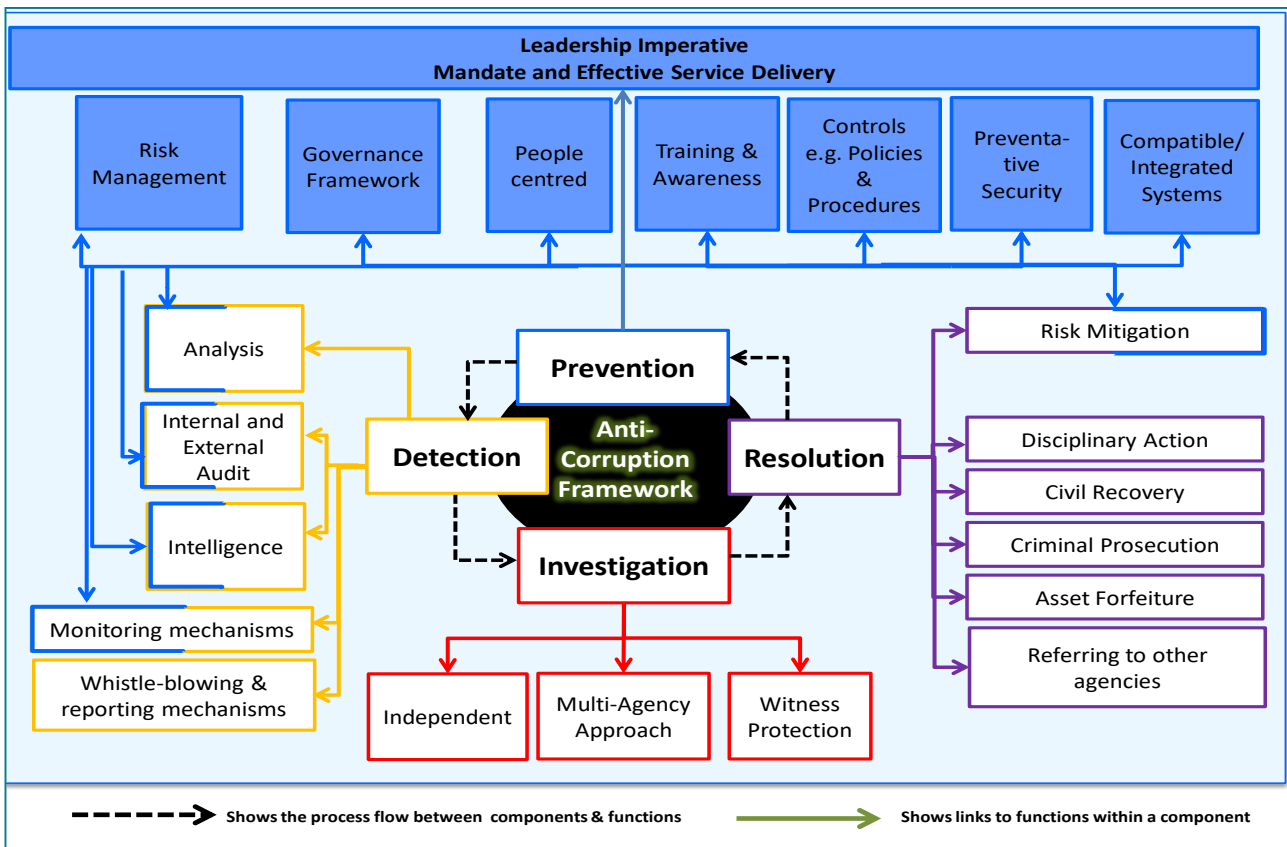 Leadership Imperative
Mandate and Effective Service Delivery
Risk
Management
Governance
Framework
People
centred
Training &
Awareness
Controls
e.g. Policies
&
Procedures
Preventa-
tive
Security
Compatible/
Integrated
Systems
Analysis
Internal and
External
Audit
Intelligence
Monitoring mechanisms
Whistle-blowing &
reporting mechanisms
Prevention
Detection
Anti-
Corruption
Framework
Resolution
Investigation
Independent
Multi-Agency
Approach
Witness
Protection
Risk Mitigation
Disciplinary Action
Civil Recovery
Criminal Prosecution
Asset Forfeiture
Referring to other
agencies
Shows the process flow between components & functions
Shows links to functions within a component